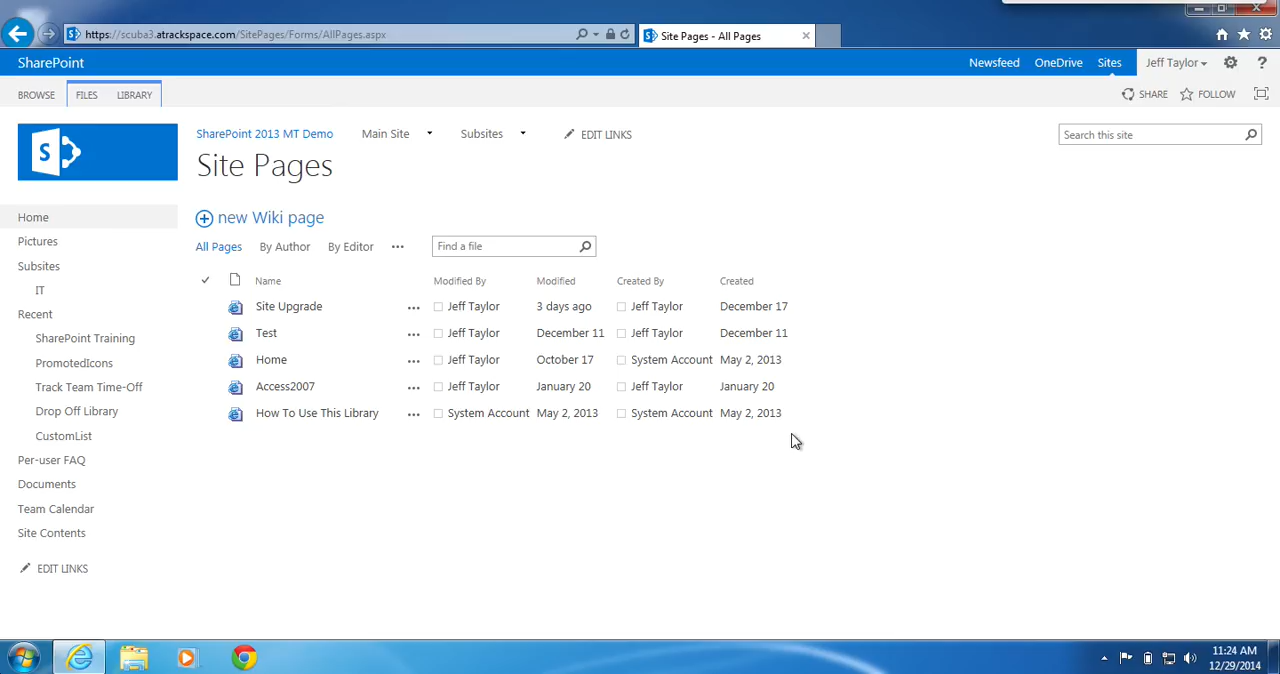 https://scuba3.atrackspace.com/SitePages/Forms/AllPages.aspx
Site Pages - All Pages
SharePoint
Newsfeed OneDrive Sites Jeff Taylor ?
BROWSE FILES LIBRARY
SHARE FOLLOW
S
SharePoint 2013 MT Demo Main Site Subsites EDIT LINKS
Search this site
Site Pages
new Wiki page
All Pages By Author By Editor ... Find a file
Name Modified By Modified Created By Created
Site Upgrade ... Jeff Taylor 3 days ago Jeff Taylor December 17
Test ... Jeff Taylor December 11 Jeff Taylor December 11
Home ... Jeff Taylor October 17 System Account May 2, 2013
Access2007 ... Jeff Taylor January 20 Jeff Taylor January 20
How To Use This Library ... System Account May 2, 2013 System Account May 2, 2013
Home
Pictures
Subsites
IT
Recent
SharePoint Training
PromotedIcons
Track Team Time-Off
Drop Off Library
CustomList
Per-user FAQ
Documents
Team Calendar
Site Contents
EDIT LINKS
11:24 AM
12/29/2014